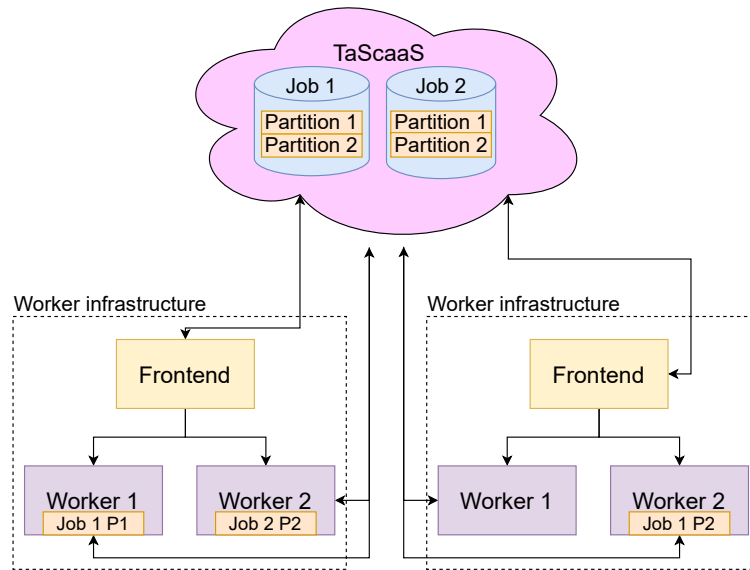 TaScaaS
Job 1
Job 2
Partition 1
Partition 2
Partition 1
Partition 2
Worker infrastructure
Frontend
Worker 1
Job 1 P1
Worker 2
Job 2 P2
Worker infrastructure
Frontend
Worker 1
Worker 2
Job 1 P2